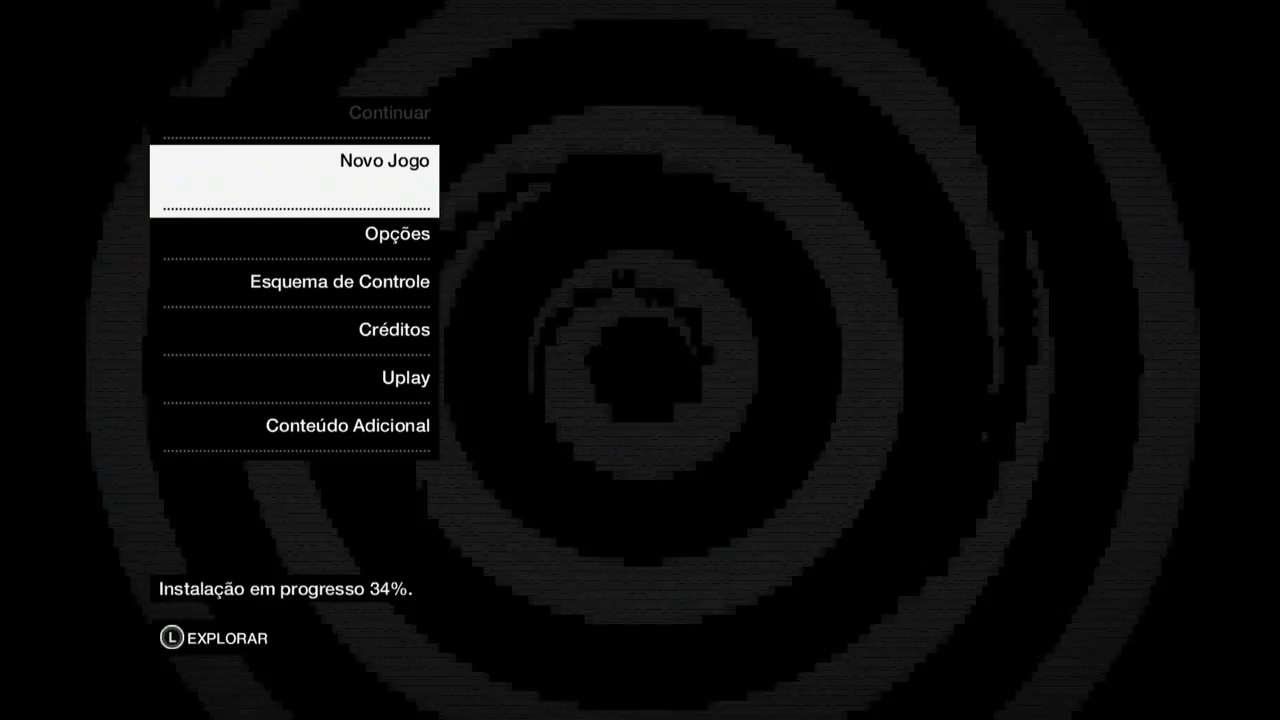 Continuar
Novo Jogo
Opções
Esquema de Controle
Créditos
Uplay
Conteúdo Adicional
Instalação em progresso 34%.
L EXPLORAR